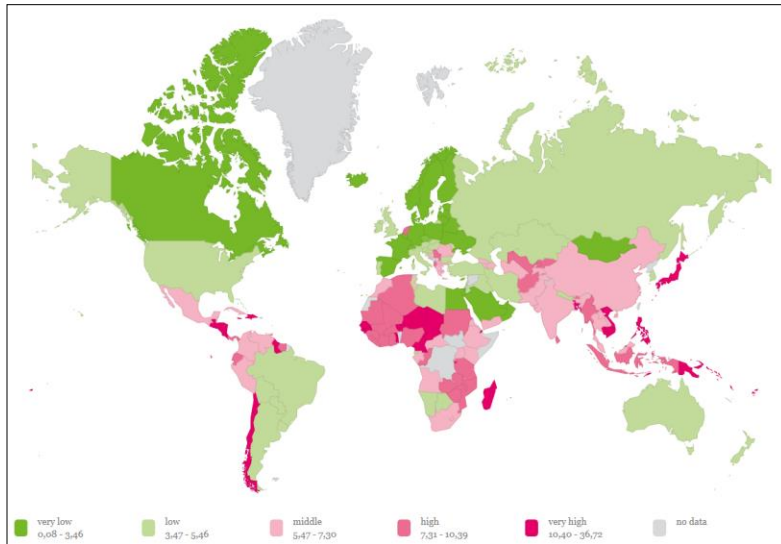 very low
0,08 - 3,46
low
3,47 - 5,46
middle
5,47 - 7,30
high
7,31 - 10,39
very high
10,40 - 36,72
no data